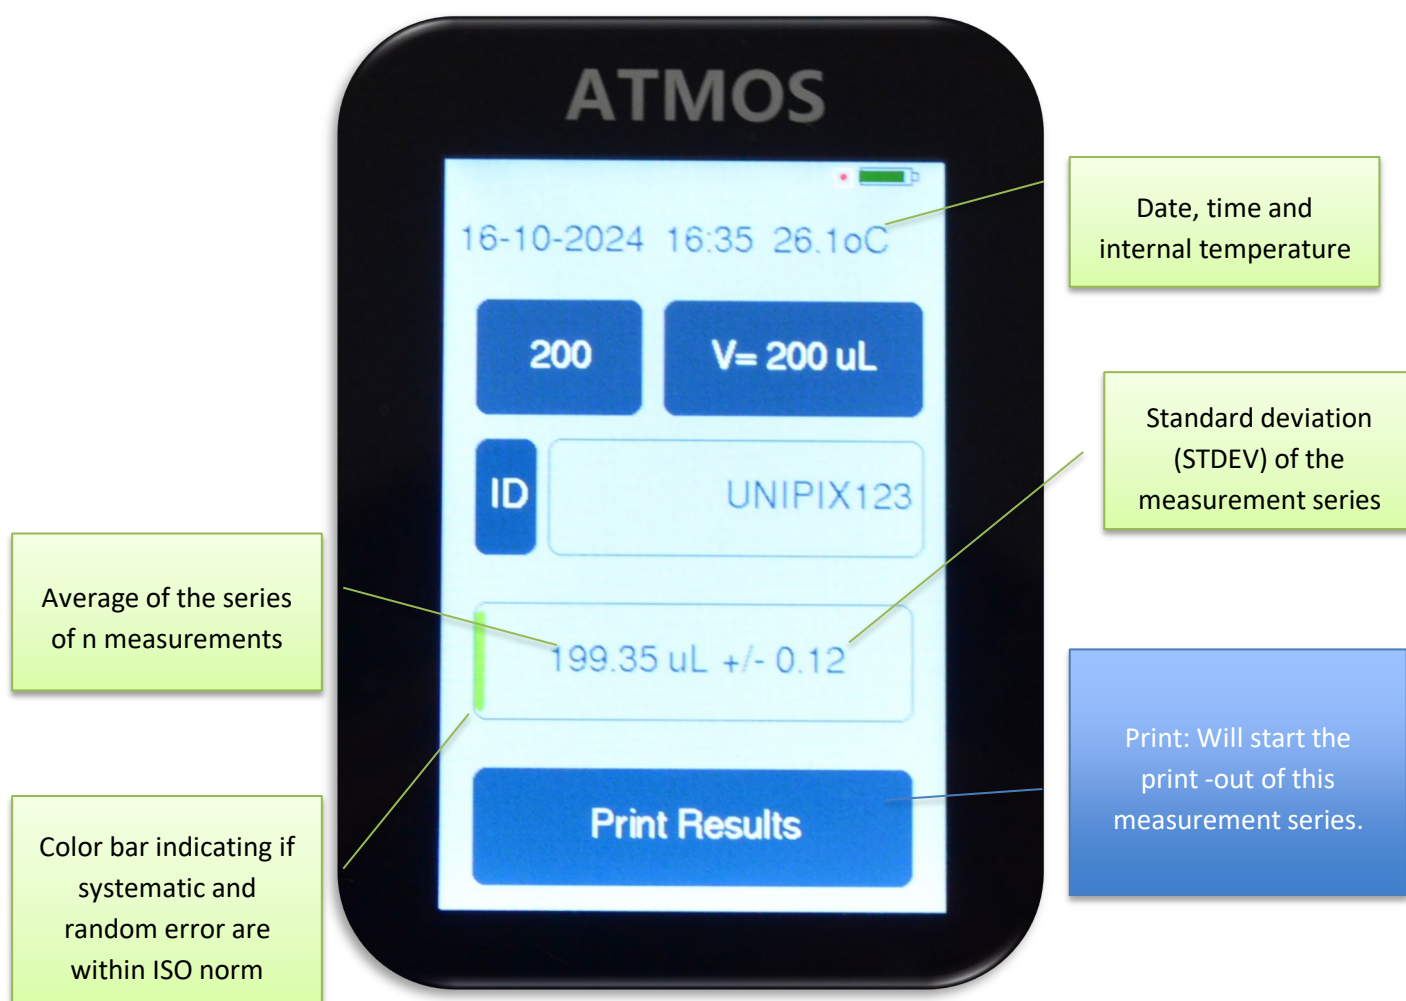 ATMOS
16-10-2024 16:35 26.1oC
200
V= 200 uL
ID
UNIPIX123
199.35 uL +/- 0.12
Print Results
Date, time and
internal temperature
Standard deviation
(STDEV) of the
measurement series
Average of the series
of n measurements
Print: Will start the
print -out of this
measurement series.
Color bar indicating if
systematic and
random error are
within ISO norm